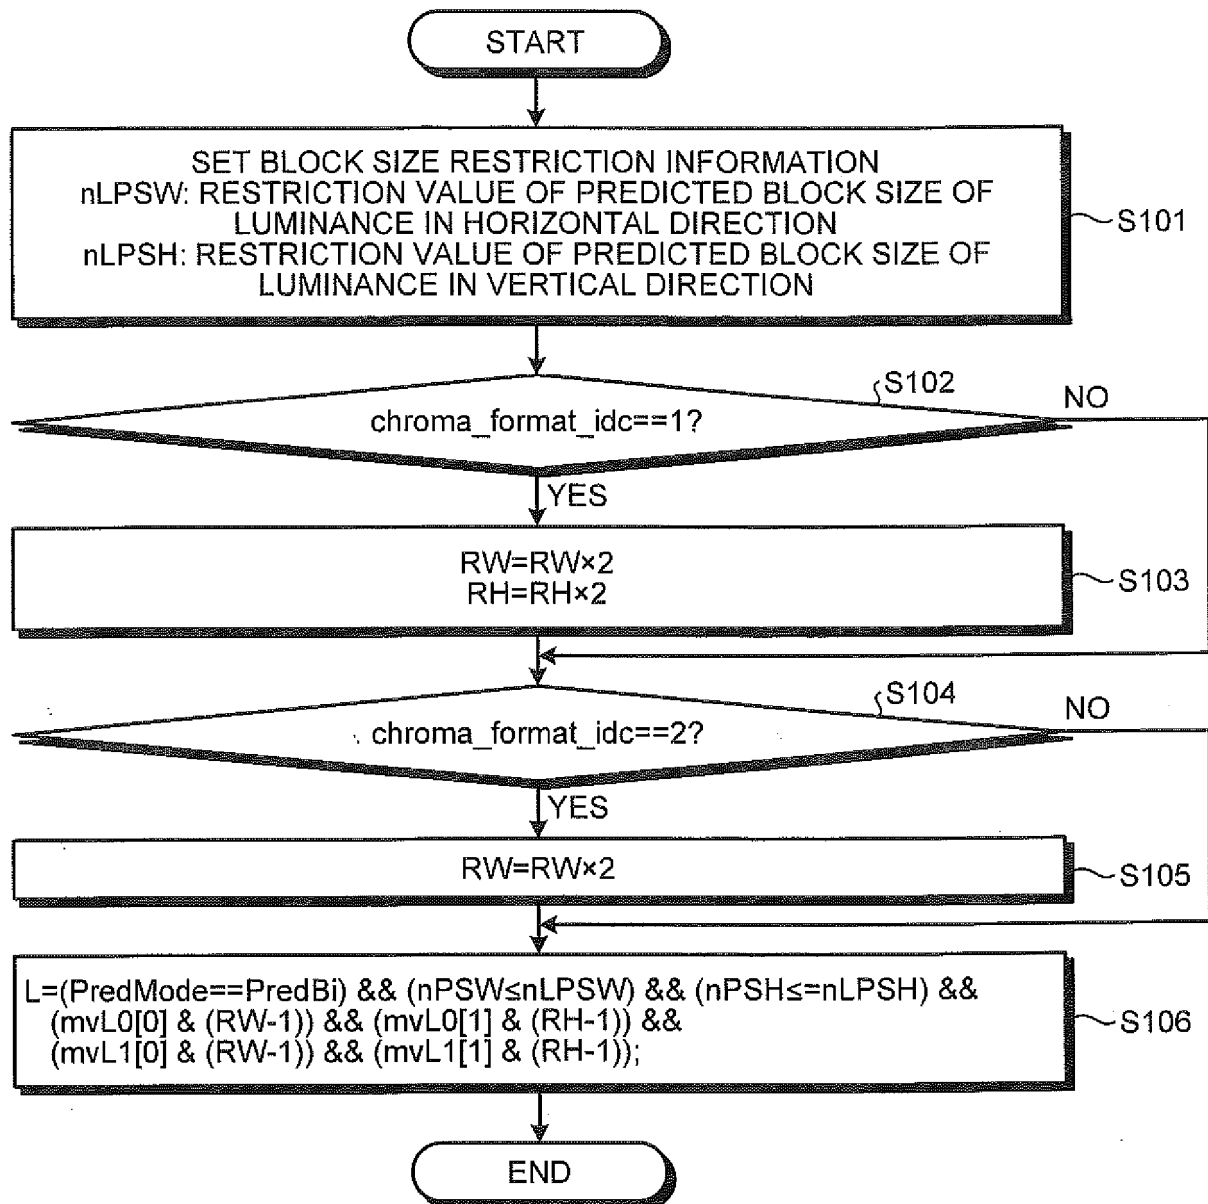 START
SET BLOCK SIZE RESTRICTION INFORMATION
nLPSW: RESTRICTION VALUE OF PREDICTED BLOCK SIZE OF
LUMINANCE IN HORIZONTAL DIRECTION
nLPSH: RESTRICTION VALUE OF PREDICTED BLOCK SIZE OF
LUMINANCE IN VERTICAL DIRECTION
S101
S102
NO
chroma_format_idc==1?
YES
RW=RW×2
RH=RH×2
S103
S104
NO
chroma_format_idc==2?
YES
RW=RW×2
S105
L=(PredMode==PredBi) && (nPSW≤nLPSW) && (nPSH≤=nLPSH) &&
(mvL0[0] & (RW-1)) && (mvL0[1] & (RH-1)) &&
(mvL1[0] & (RW-1)) && (mvL1[1] & (RH-1));
S106
END